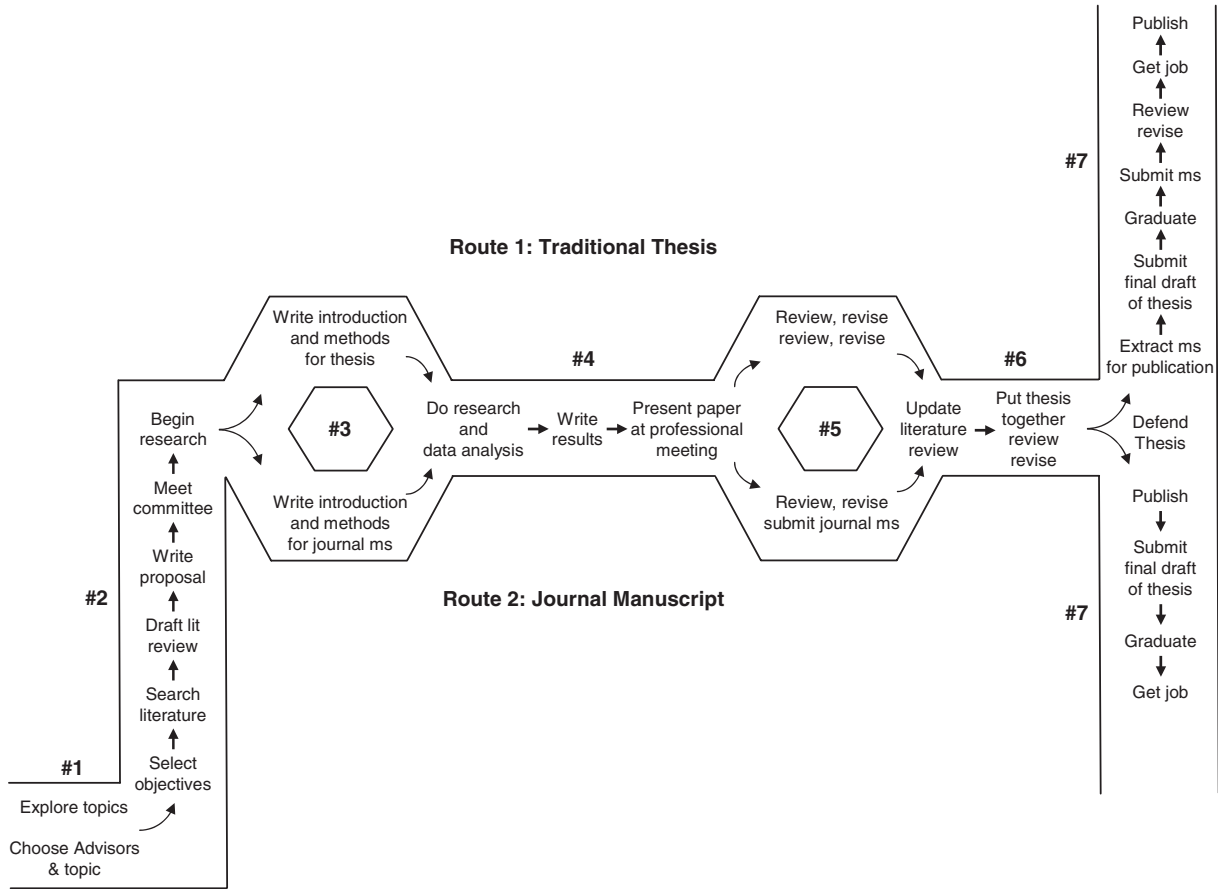 #1
Explore topics
Choose Advisors
& topic
#2
Select
objectives
Search
literature
Draft lit
review
Write
proposal
Meet
committee
Begin
research
Route 1: Traditional Thesis
Write introduction
and methods
for thesis
#3
Write introduction
and methods
for journal ms
#4
Do research
and
data analysis
Write
results
Present paper
at professional
meeting
Review, revise
review, revise
#5
Review, revise
submit journal ms
Route 2: Journal Manuscript
#6
Update
literature
review
Put thesis
together
review
revise
Defend
Thesis
#7
Publish
Get job
Review
revise
Submit ms
Graduate
Submit
final draft
of thesis
Extract ms
for publication
#7
Publish
Submit
final draft
of thesis
Graduate
Get job